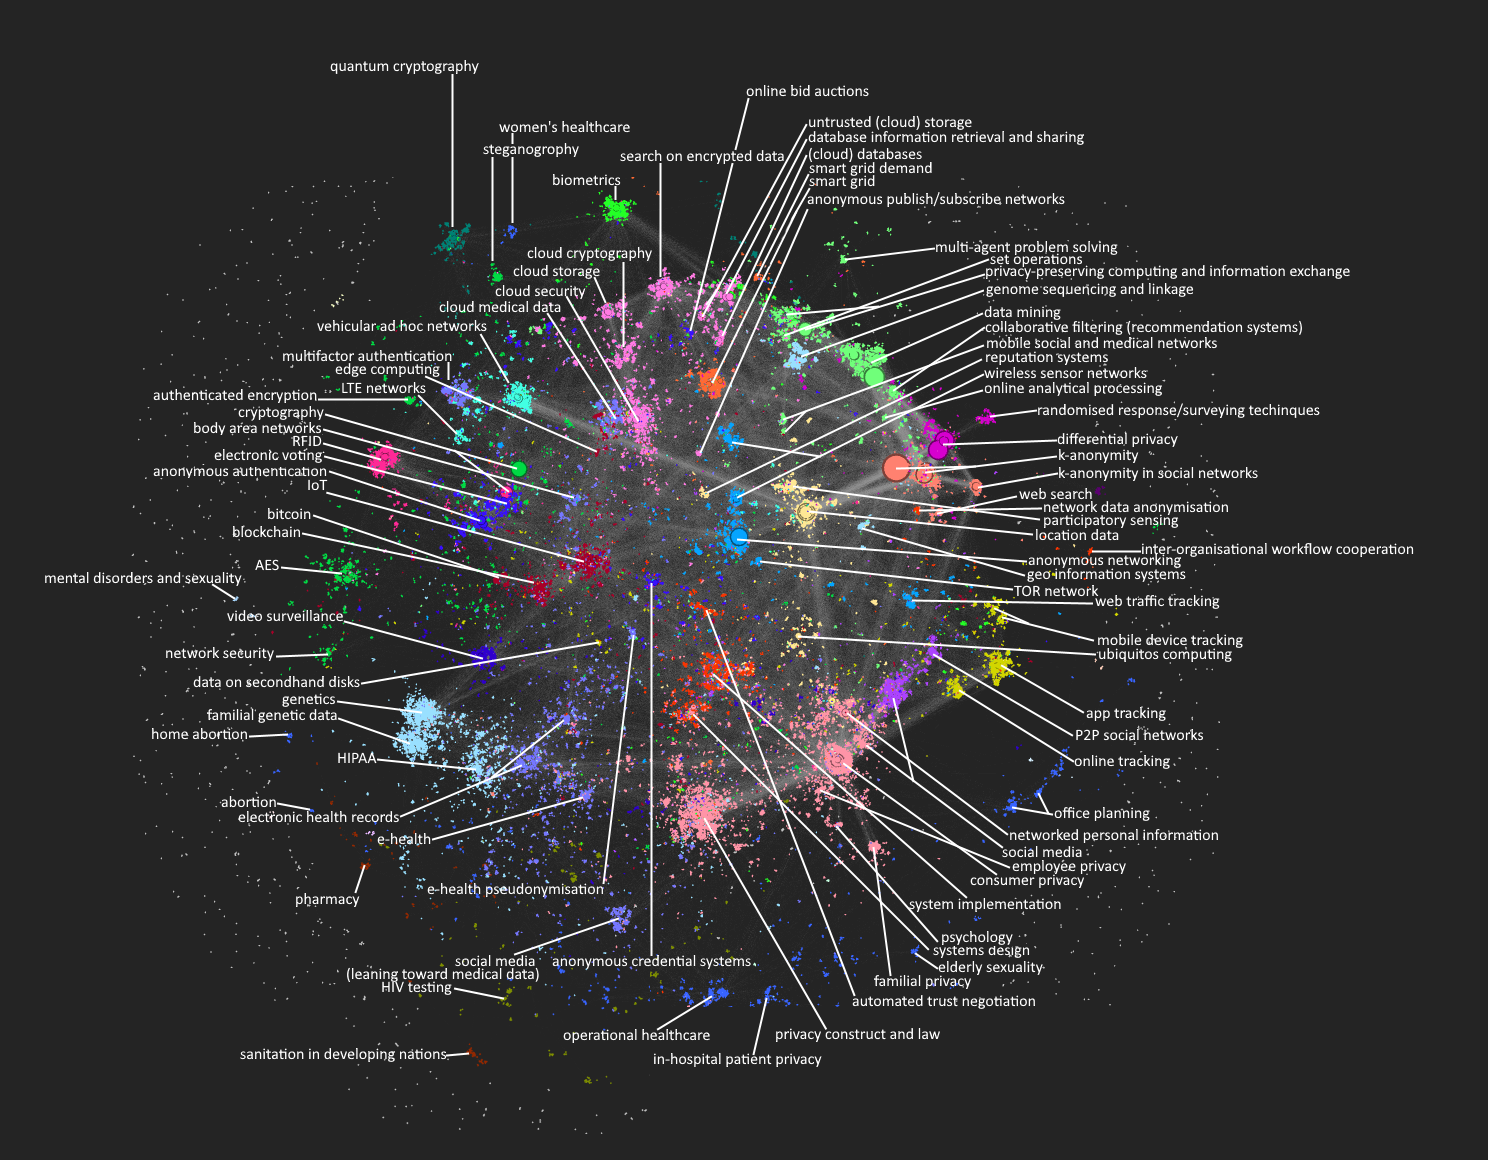 quantum cryptography
online bid auctions
women's healthcare
steganogrophy
search on encrypted data
biometrics
untrusted (cloud) storage
database information retrieval and sharing
(cloud) databases
smart grid demand
smart grid
anonymous publish/subscribe networks
cloud cryptography
cloud storage
cloud security
cloud medical data
vehicular ad hoc networks
multifactor authentication
edge computing
LTE networks
authenticated encryption
cryptography
body area networks
RFID
electronic voting
anonymous authentication
IoT
bitcoin
blockchain
AES
mental disorders and sexuality
video surveillance
network security
data on secondhand disks
genetics
familial genetic data
home abortion
HIPAA
abortion
electronic health records
e-health
e-health pseudonymisation
pharmacy
social media
(leaning toward medical data)
HIV testing
anonymous credential systems
operational healthcare
in-hospital patient privacy
sanitation in developing nations
multi-agent problem solving
set operations
privacy-preserving computing and information exchange
genome sequencing and linkage
data mining
collaborative filtering (recommendation systems)
mobile social and medical networks
reputation systems
wireless sensor networks
online analytical processing
randomised response/surveying techinques
differential privacy
k-anonymity
k-anonymity in social networks
web search
network data anonymisation
participatory sensing
location data
inter-organisational workflow cooperation
anonymous networking
geo-information systems
TOR network
web traffic tracking
mobile device tracking
ubiquitos computing
app tracking
P2P social networks
online tracking
office planning
networked personal information
social media
employee privacy
consumer privacy
system implementation
psychology
systems design
elderly sexuality
familial privacy
automated trust negotiation
privacy construct and law